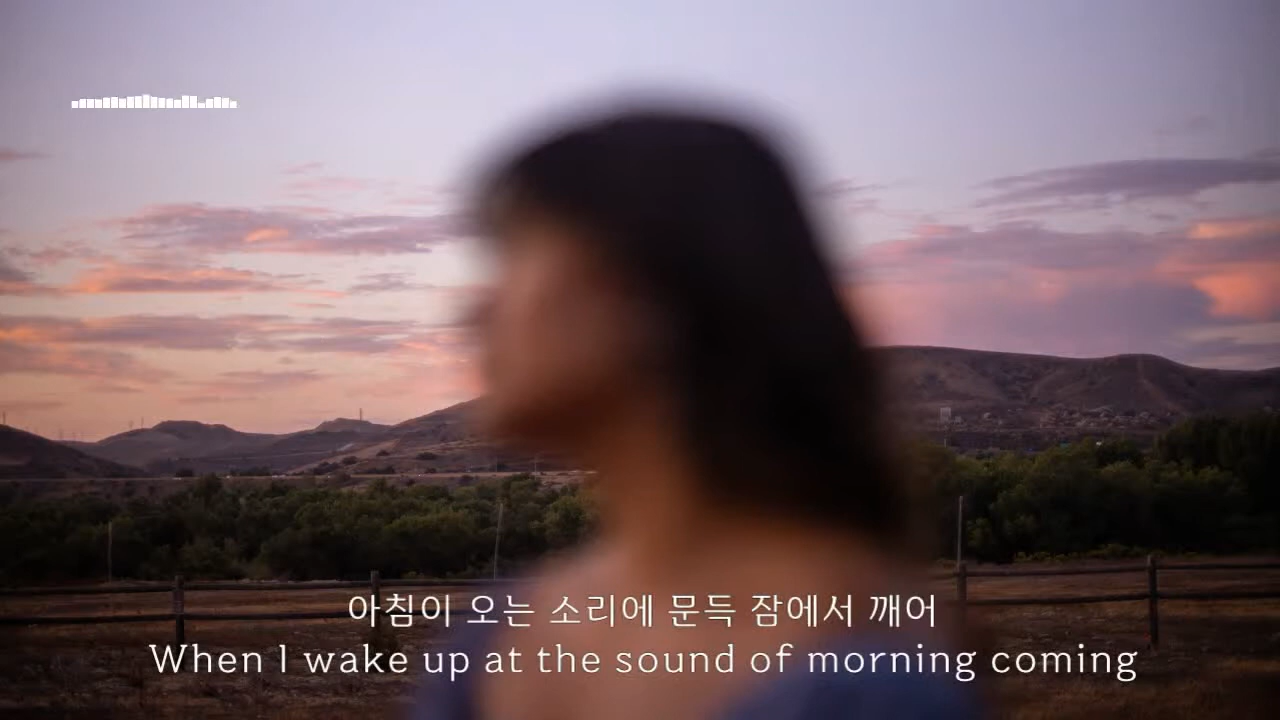 아침이 오는 소리에 문득 잠에서 깨어
When I wake up at the sound of morning coming